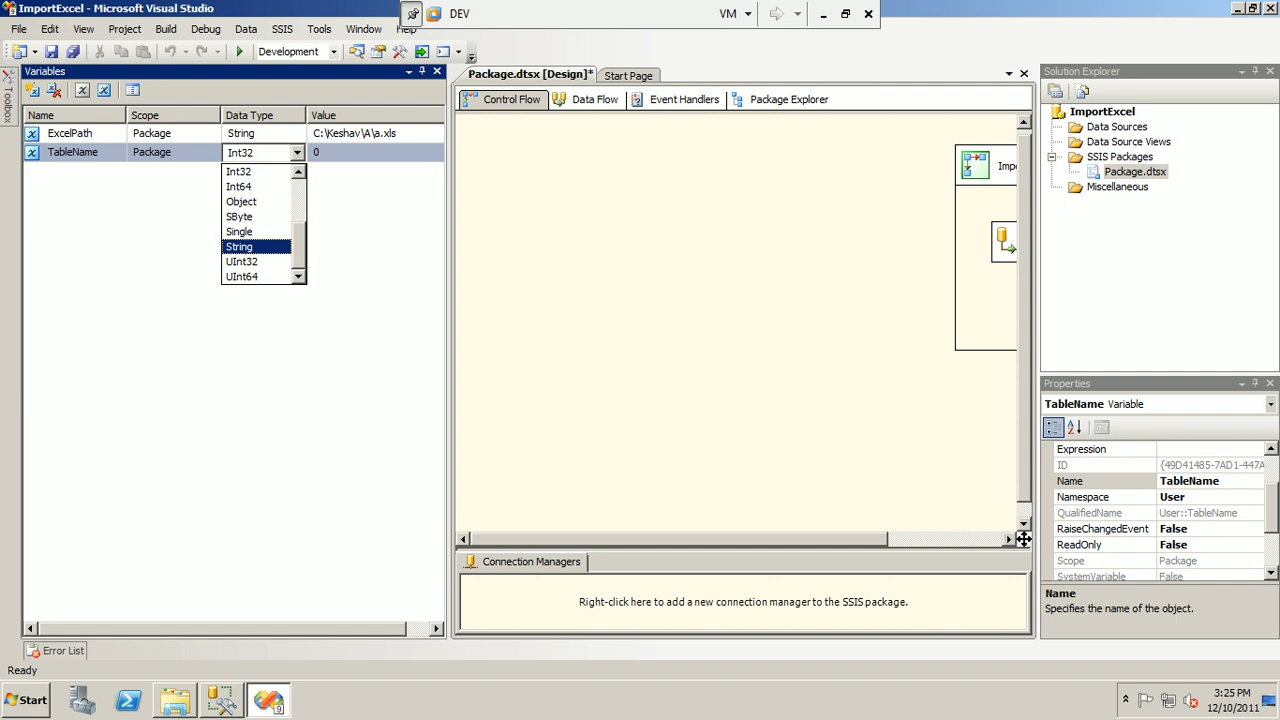 ImportExcel - Microsoft Visual Studio
DEV
VM
File Edit View Project Build Debug Data SSIS Tools Window Help
Development
Toolbox
Variables
Name Scope Data Type Value
ExcelPath Package String C:\Keshav\A\a.xls
TableName Package Int32 0
Int32
Int64
Object
SByte
Single
String
UInt32
UInt64
Package.dtsx [Design]* Start Page
Control Flow Data Flow Event Handlers Package Explorer
Impo
Connection Managers
Right-click here to add a new connection manager to the SSIS package.
Solution Explorer
ImportExcel
Data Sources
Data Source Views
SSIS Packages
Package.dtsx
Miscellaneous
Properties
TableName Variable
Expression
ID {49D41485-7AD1-447A
Name TableName
Namespace User
QualifiedName User::TableName
RaiseChangedEvent False
ReadOnly False
Scope Package
SystemVariable False
Name
Specifies the name of the object.
Error List
Ready
Start
3:25 PM
12/10/2011